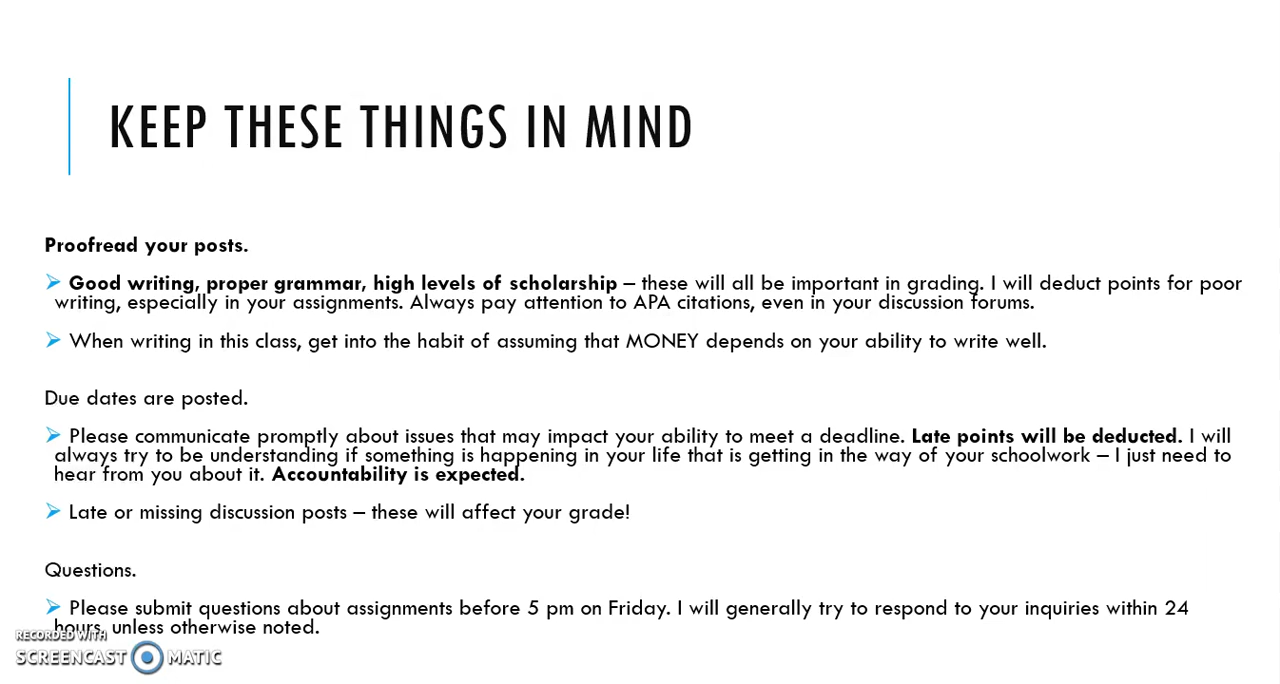 KEEP THESE THINGS IN MIND
Proofread your posts.
Good writing, proper grammar, high levels of scholarship – these will all be important in grading. I will deduct points for poor
writing, especially in your assignments. Always pay attention to APA citations, even in your discussion forums.
When writing in this class, get into the habit of assuming that MONEY depends on your ability to write well.
Due dates are posted.
Please communicate promptly about issues that may impact your ability to meet a deadline. Late points will be deducted. I will
always try to be understanding if something is happening in your life that is getting in the way of your schoolwork – I just need to
hear from you about it. Accountability is expected.
Late or missing discussion posts – these will affect your grade!
Questions.
Please submit questions about assignments before 5 pm on Friday. I will generally try to respond to your inquiries within 24
hours, unless otherwise noted.
RECORDED WITH
SCREENCAST MATIC